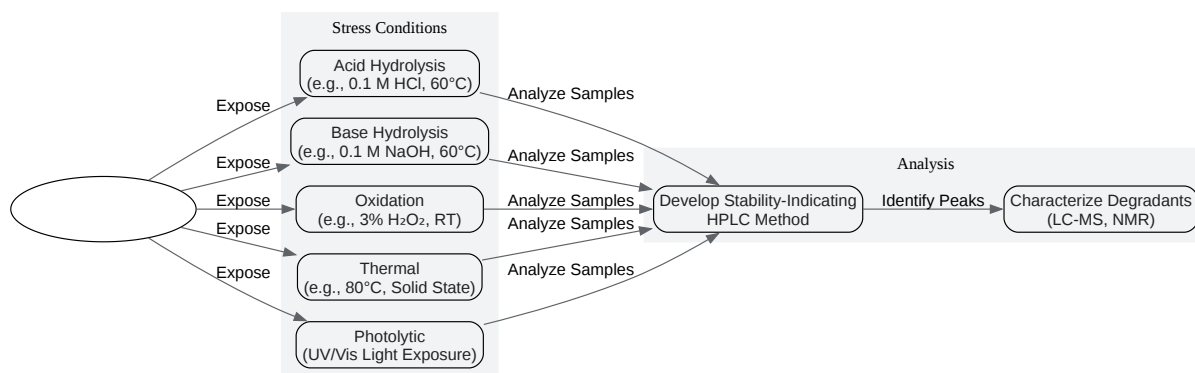 Stress Conditions
Acid Hydrolysis
(e.g., 0.1 M HCl, 60°C)
Expose
Analyze Samples
Base Hydrolysis
(e.g., 0.1 M NaOH, 60°C)
Expose
Analyze Samples
Oxidation
(e.g., 3% H₂O₂, RT)
Expose
Analyze Samples
Thermal
(e.g., 80°C, Solid State)
Expose
Analyze Samples
Photolytic
(UV/Vis Light Exposure)
Expose
Analyze Samples
Analysis
Develop Stability-Indicating
HPLC Method
Identify Peaks
Characterize Degradants
(LC-MS, NMR)